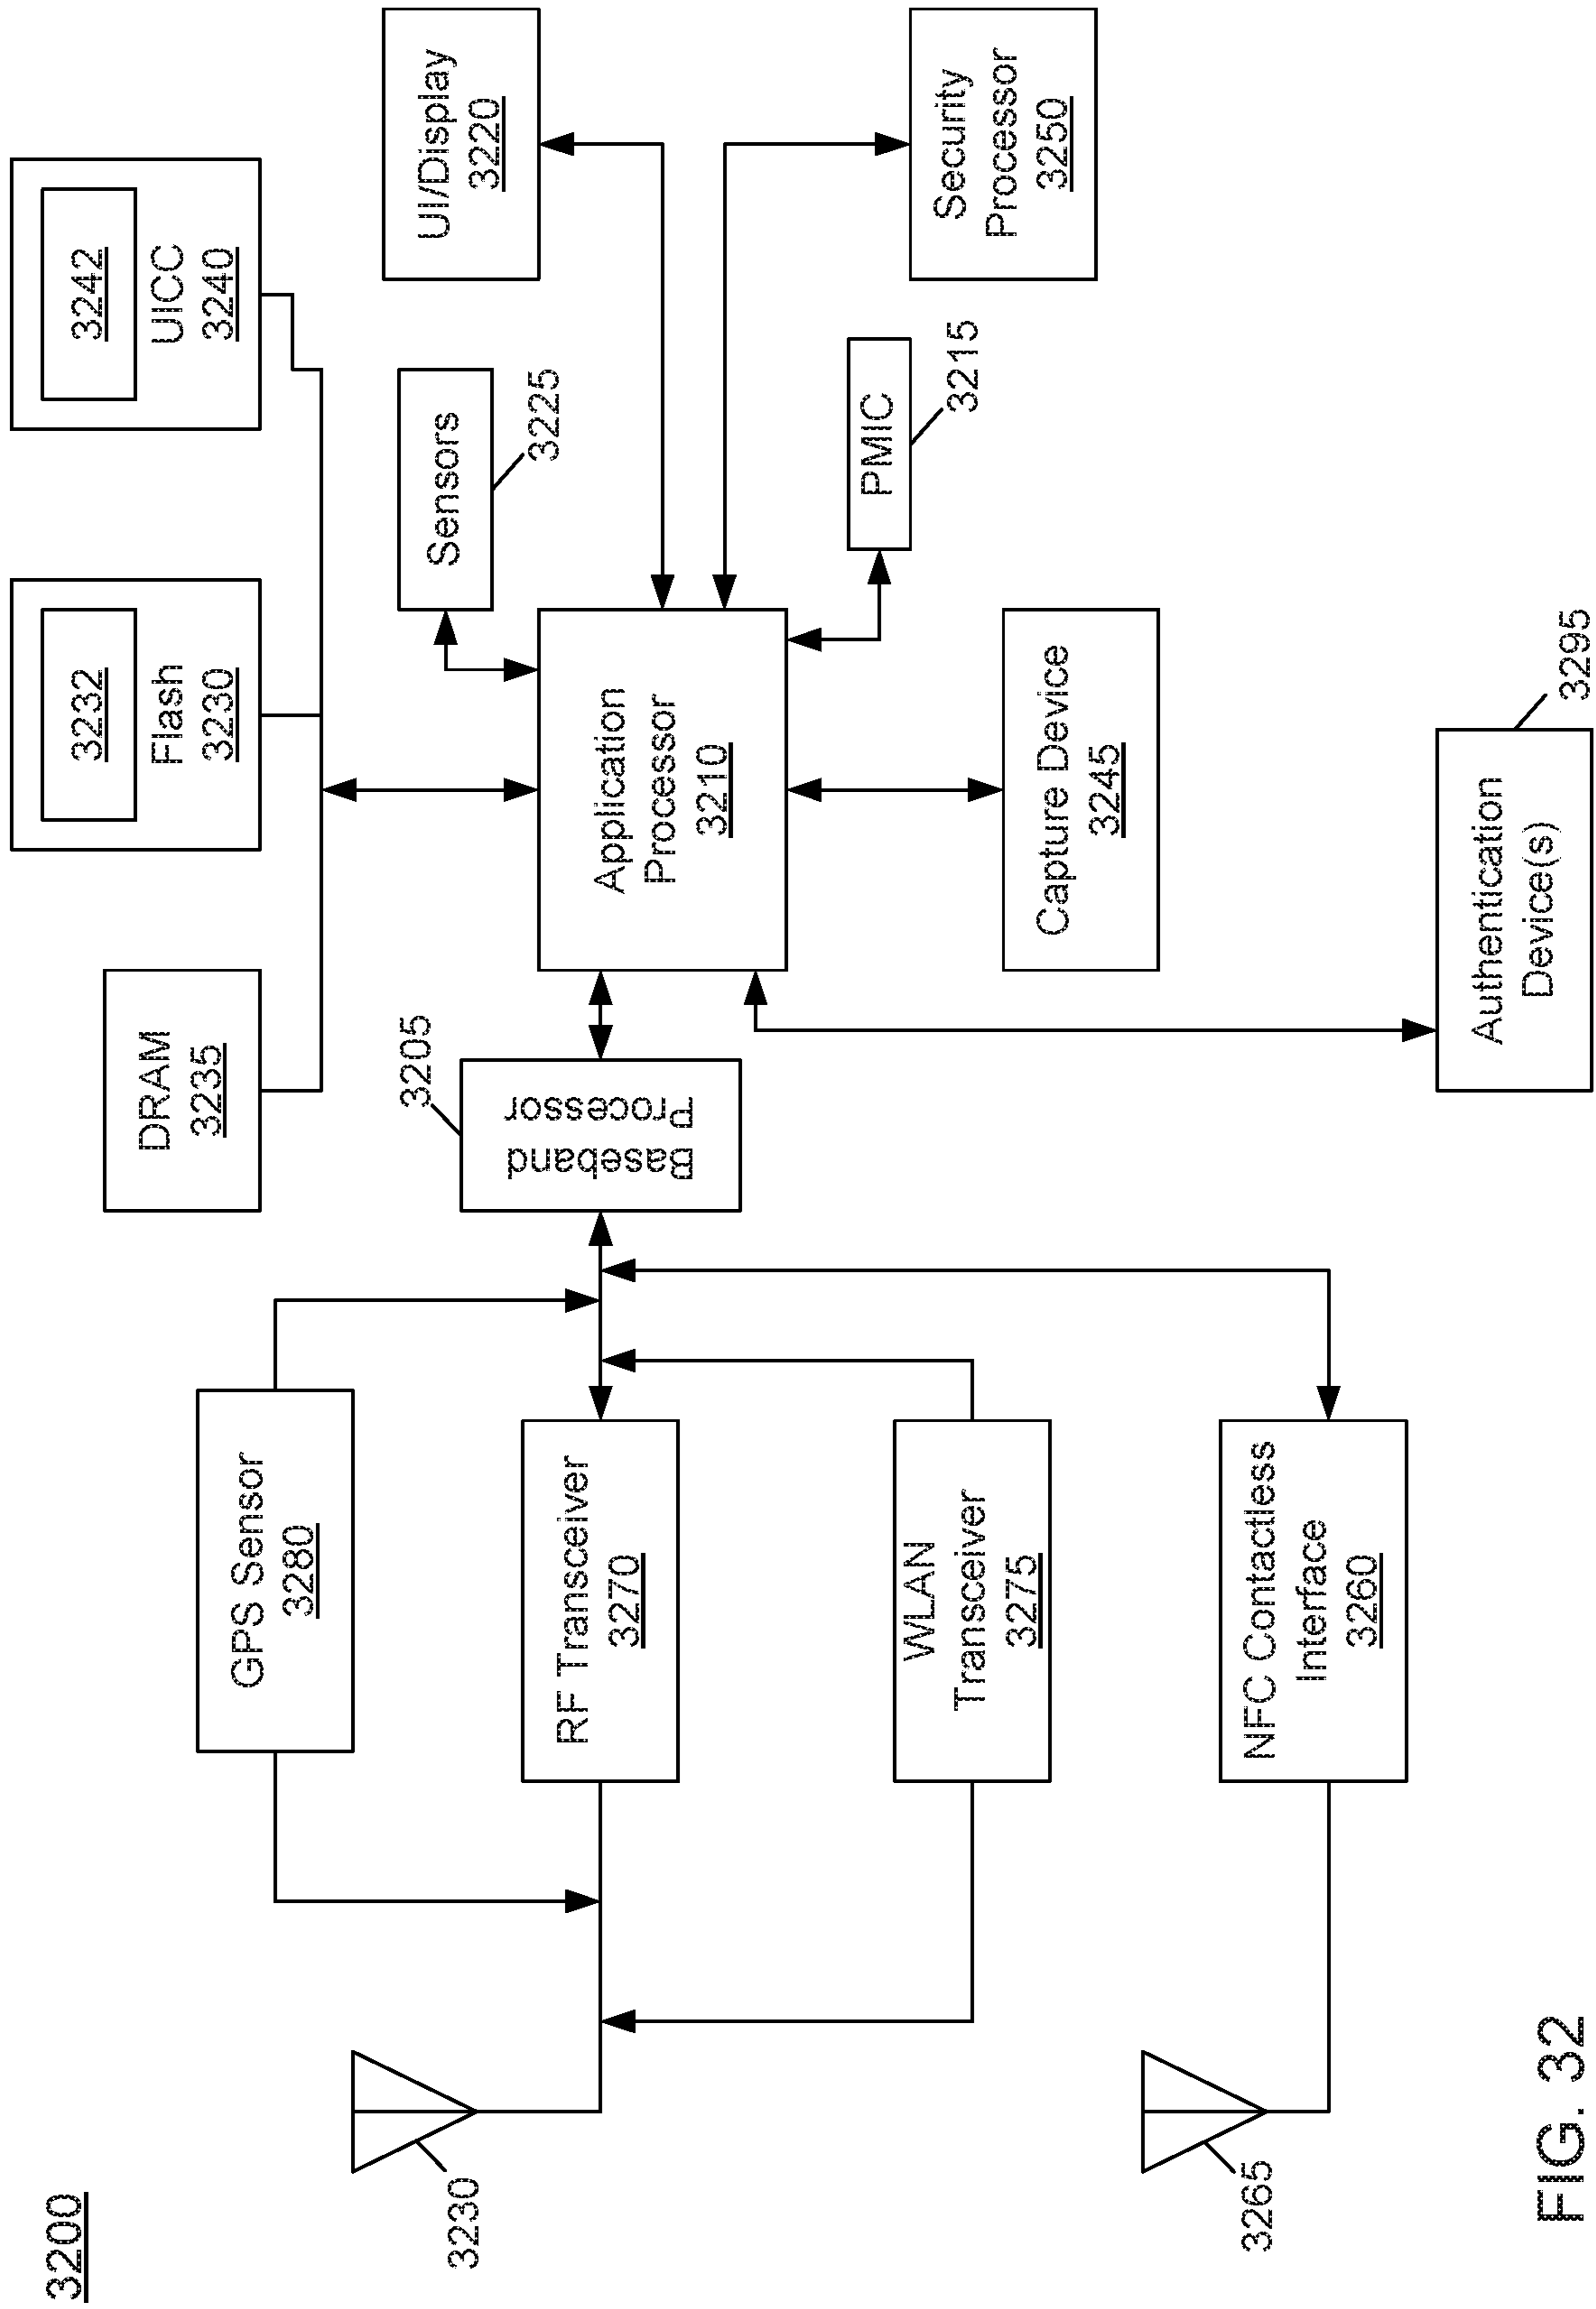 3200
DRAM
3235
3232
Flash
3230
3242
UICC
3240
Sensors
3225
UI/Display
3220
GPS Sensor
3280
3230
RF Transceiver
3270
3205
Baseband
Processor
Application
Processor
3210
PMIC
3215
Security
Processor
3250
WLAN
Transceiver
3275
Capture Device
3245
3265
NFC Contactless
Interface
3260
Authentication
Device(s)
3295
FIG. 32